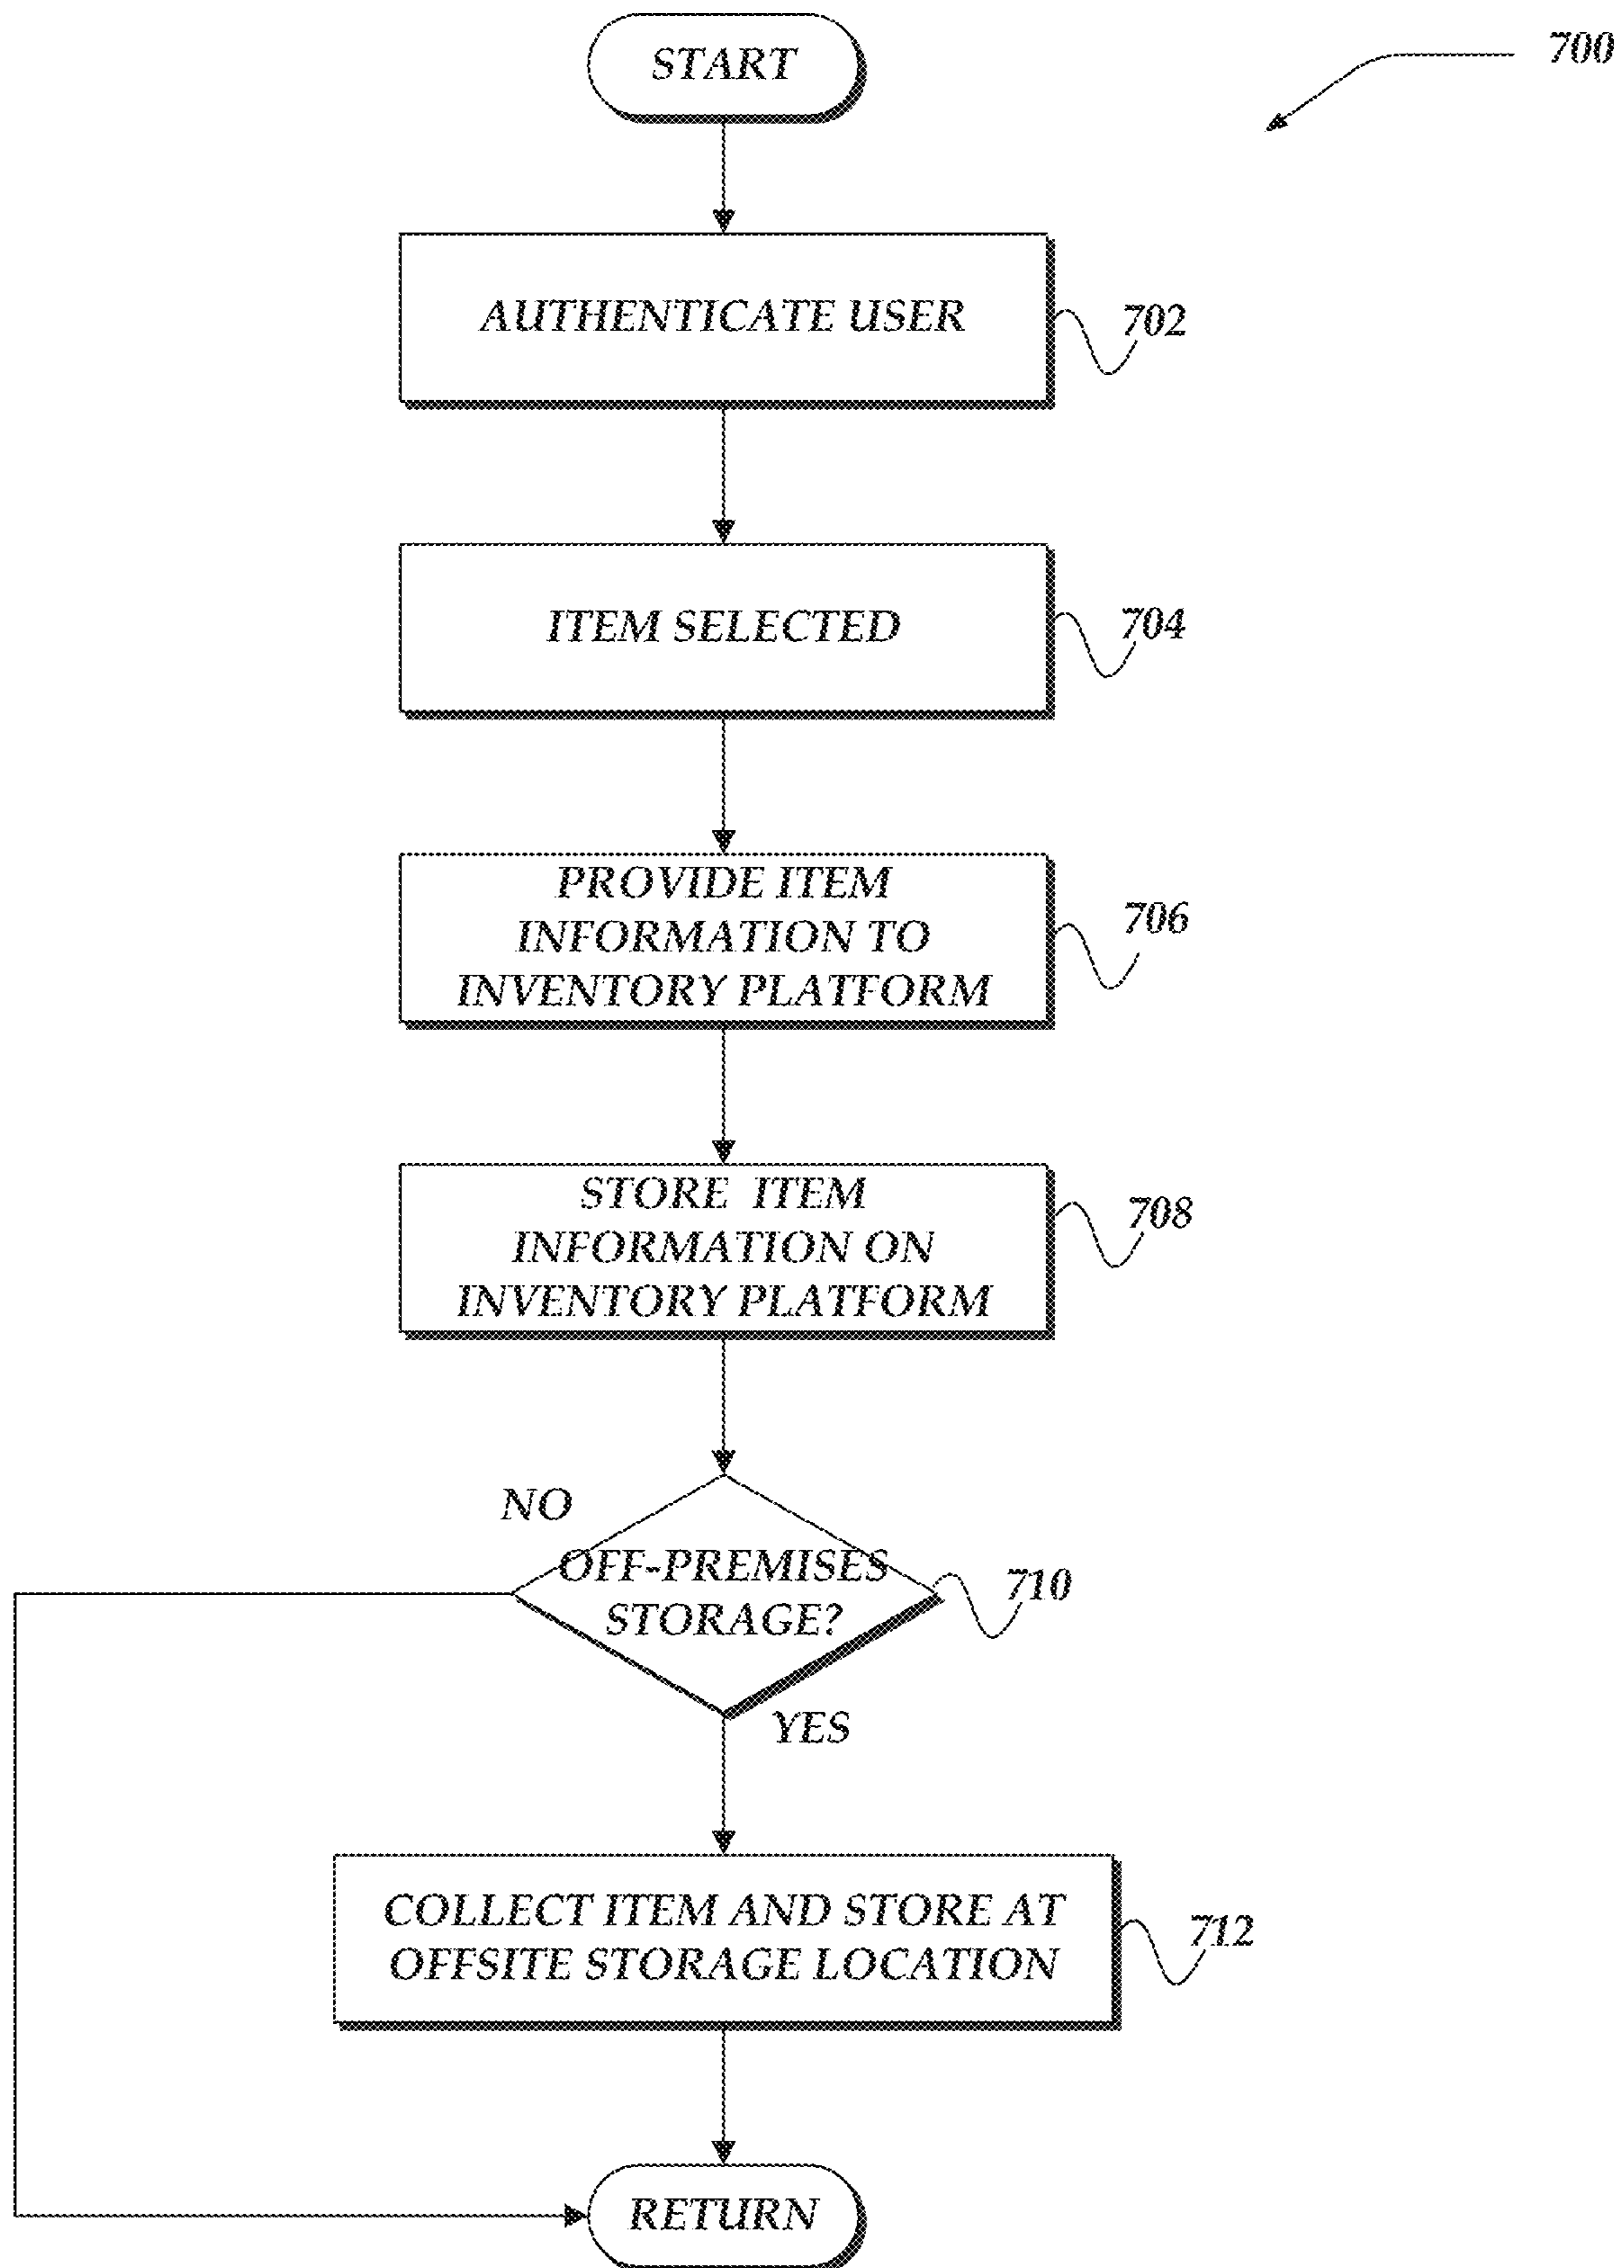 START
700
AUTHENTICATE USER
702
ITEM SELECTED
704
PROVIDE ITEM
INFORMATION TO
INVENTORY PLATFORM
706
STORE ITEM
INFORMATION ON
INVENTORY PLATFORM
708
NO
OFF-PREMISES
STORAGE?
710
YES
COLLECT ITEM AND STORE AT
OFFSITE STORAGE LOCATION
712
RETURN